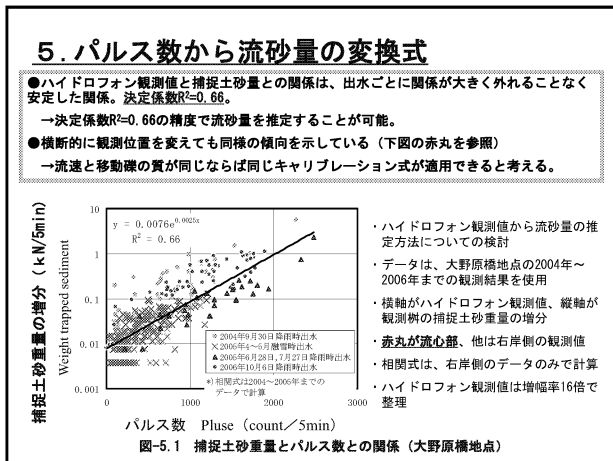 ５．パルス数から流砂量の変換式
●ハイドロフォン観測値と捕捉土砂量との関係は、出水ごとに関係が大きく外れることなく
安定した関係。決定係数R²=0.66。
→決定係数R²=0.66の精度で流砂量を推定することが可能。
●横断的に観測位置を変えても同様の傾向を示している（下図の赤丸を参照）
→流速と移動礫の質が同じならば同じキャリブレーション式が適用できると考える。
捕捉土砂重量の増分（ｋN/5min）
Weight trapped sediment
10
1
0.1
0.01
0.001
y = 0.0076e^0.0025x
R² = 0.66
2004年9月30日降雨時出水
2006年4～5月融雪時出水
2006年6月28日,7月27日降雨時出水
2006年10月6日降雨時出水
*)相関式は2004～2006年までの
データで計算
0
1000
2000
3000
パルス数 Pluse（count／5min）
図-5.1 捕捉土砂重量とパルス数との関係（大野原橋地点）
・ハイドロフォン観測値から流砂量の推
定方法についての検討
・データは、大野原橋地点の2004年～
2006年までの観測結果を使用
・横軸がハイドロフォン観測値、縦軸が
観測桝の捕捉土砂重量の増分
・赤丸が流心部、他は右岸側の観測値
・相関式は、右岸側のデータのみで計算
・ハイドロフォン観測値は増幅率16倍で
整理